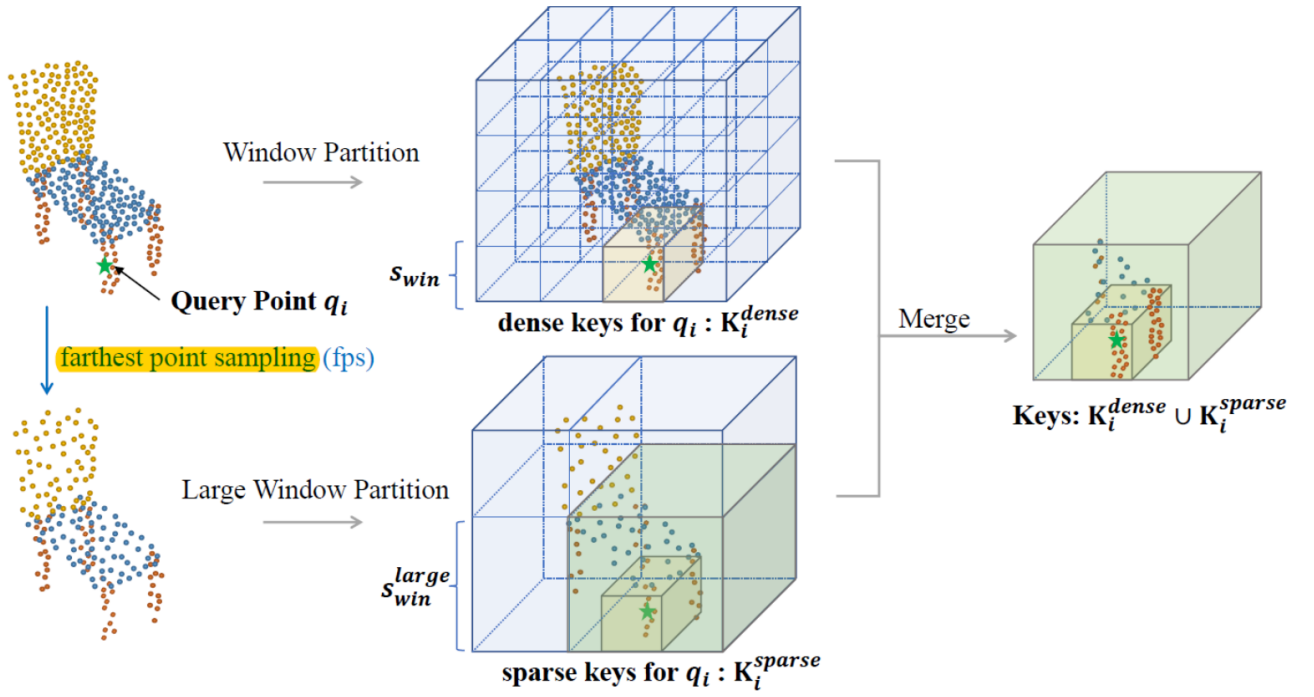 Window Partition
s_win
Query Point q_i
dense keys for q_i : K_i^dense
Merge
farthest point sampling (fps)
Keys: K_i^dense ∪ K_i^sparse
Large Window Partition
s_win^large
sparse keys for q_i : K_i^sparse